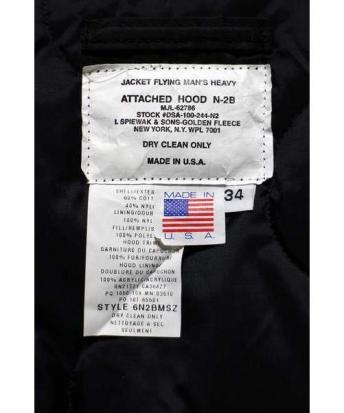 JACKET FLYING MAN'S HEAVY
ATTACHED HOOD N-2B
MJL-62786
STOCK #DSA-100-244-N2
I. SPIEWAK & SONS-GOLDEN FLEECE
NEW YORK, N.Y. WPL 7001
DRY CLEAN ONLY
MADE IN U.S.A.
MADE IN
U. S. A.
34
SHELL/EXTER
60% COTT
40% NYL
LINING/DOUB
100% NYL
FILL/REMPLIS
100% POLYES
HOOD TRIM
GARNITURE DU CAPUCHON
100% FUR/FOURRURE
HOOD LINING
DOUBLURE DU CAPUCHON
100% ACRYLIC/ACRYLIQUE
STYLE 6N2BMSZ
DRY CLEAN ONLY
NETTOYAGE A SEC
SEULEMENT